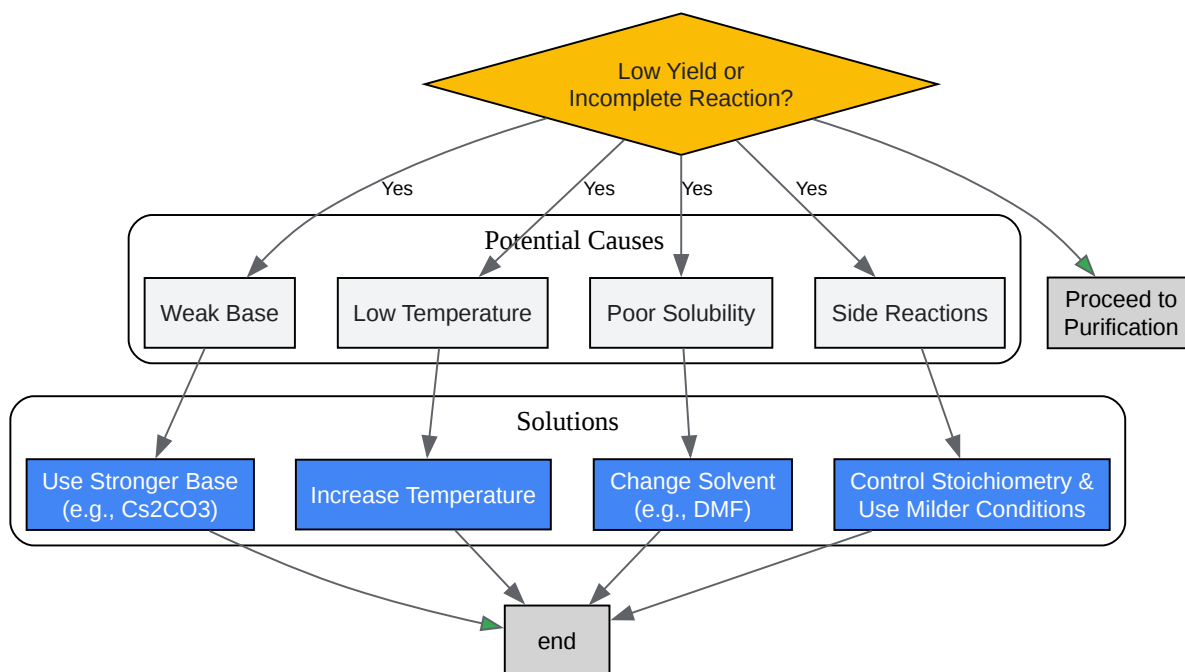 Low Yield or
Incomplete Reaction?
Yes
Yes
Yes
Yes
Potential Causes
Weak Base
Low Temperature
Poor Solubility
Side Reactions
Proceed to
Purification
Solutions
Use Stronger Base
(e.g., Cs2CO3)
Increase Temperature
Change Solvent
(e.g., DMF)
Control Stoichiometry &
Use Milder Conditions
end